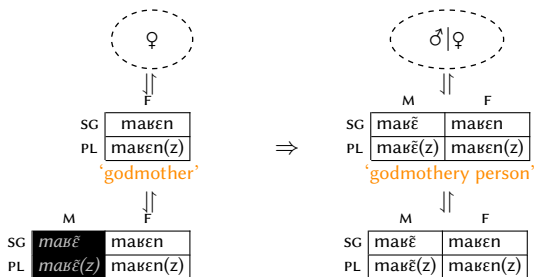 ♀ ♂|♀
F M F
SG maʁɛn SG maʁɛ̃ maʁɛn
PL maʁɛn(z) ⇒ PL maʁɛ̃(z) maʁɛn(z)
‘godmother’ ‘godmothery person’
M F M F
SG maʁɛ̃ maʁɛn SG maʁɛ̃ maʁɛn
PL maʁɛ̃(z) maʁɛn(z) PL maʁɛ̃(z) maʁɛn(z)